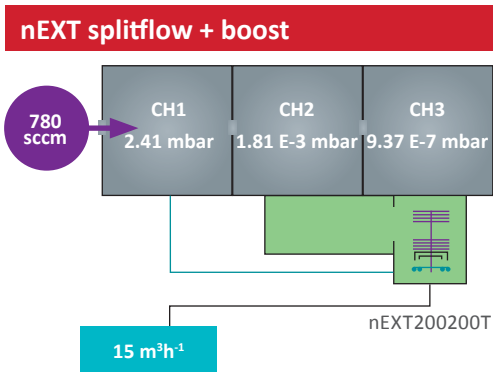 nEXT splitflow + boost
780
sccm
CH1
2.41 mbar
CH2
1.81 E-3 mbar
CH3
9.37 E-7 mbar
nEXT200200T
15 m³h⁻¹